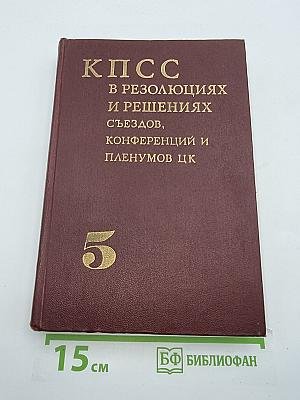 КПСС
В РЕЗОЛЮЦИЯХ
И РЕШЕНИЯХ
СЪЕЗДОВ,
КОНФЕРЕНЦИЙ И
ПЛЕНУМОВ ЦК
5
15 см
БФ БИБЛИОФАН